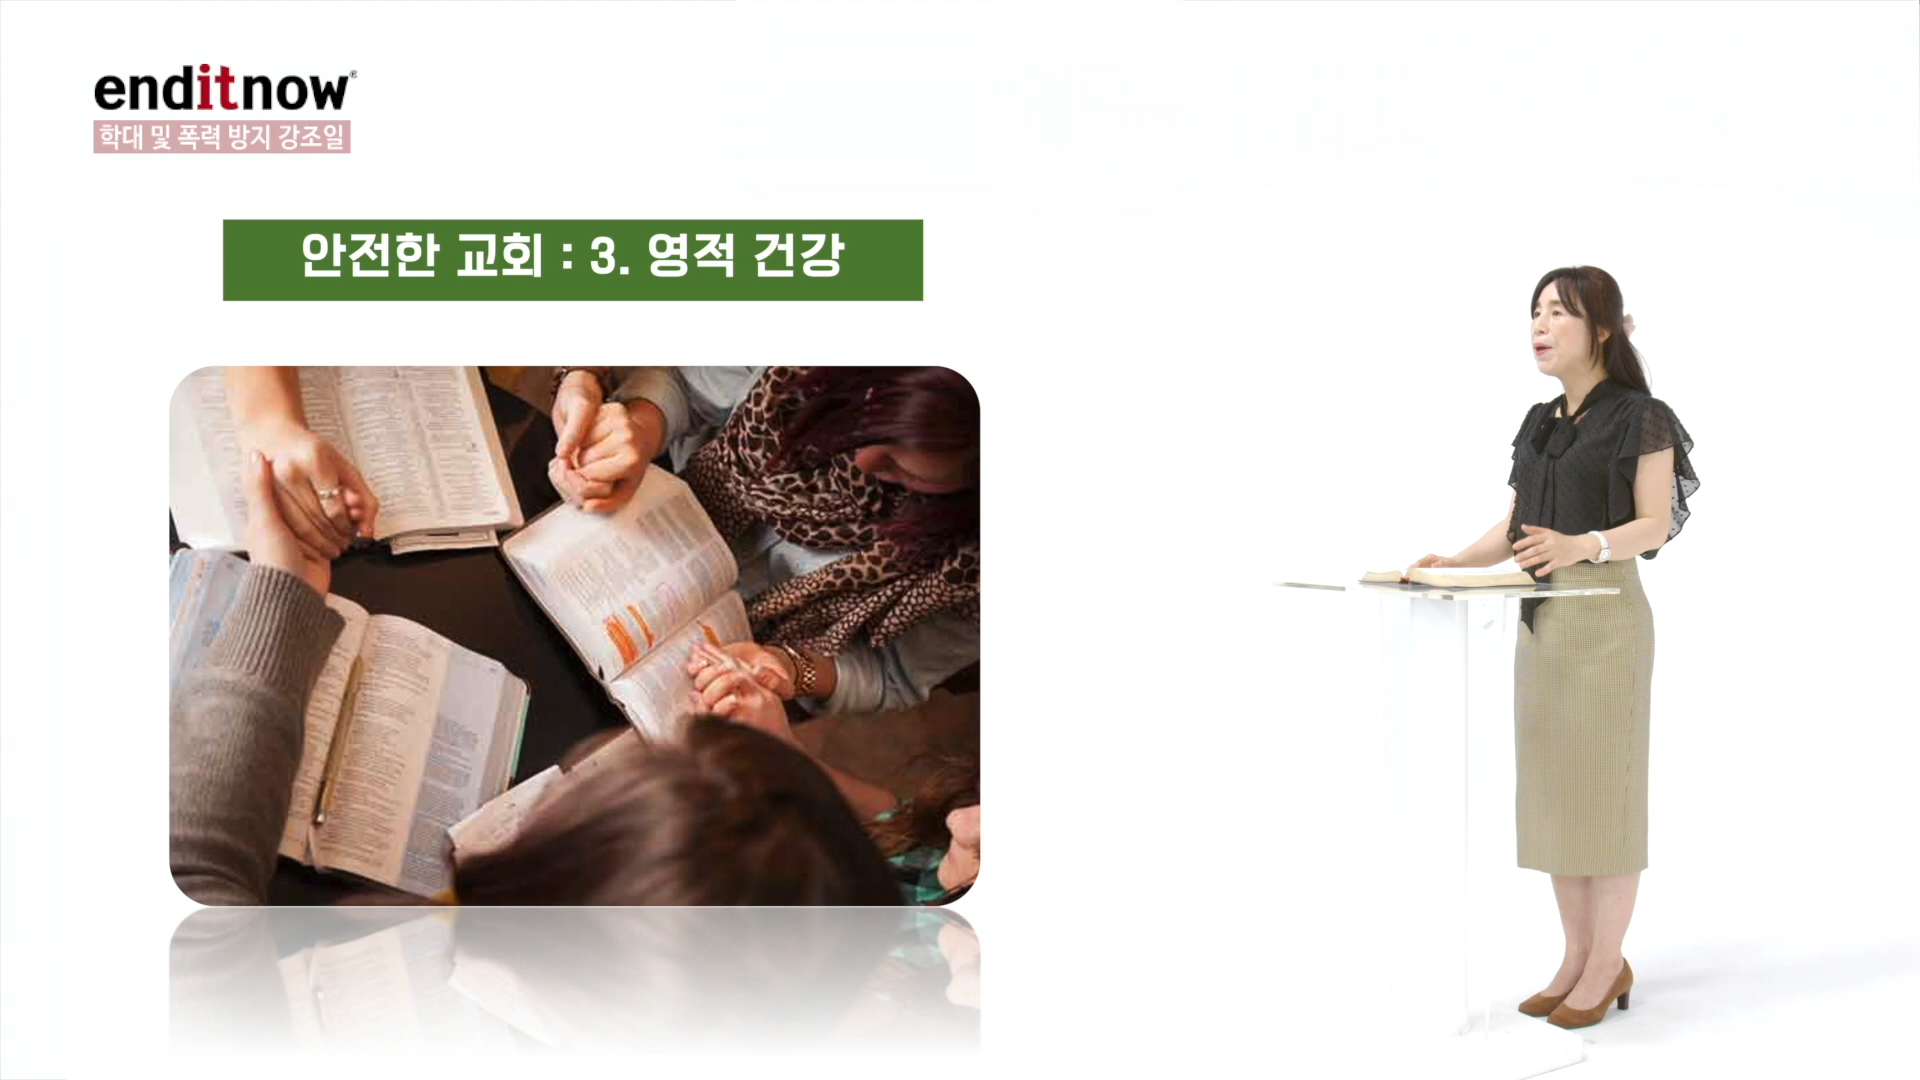 enditnow®
학대 및 폭력 방지 강조일
안전한 교회 : 3. 영적 건강